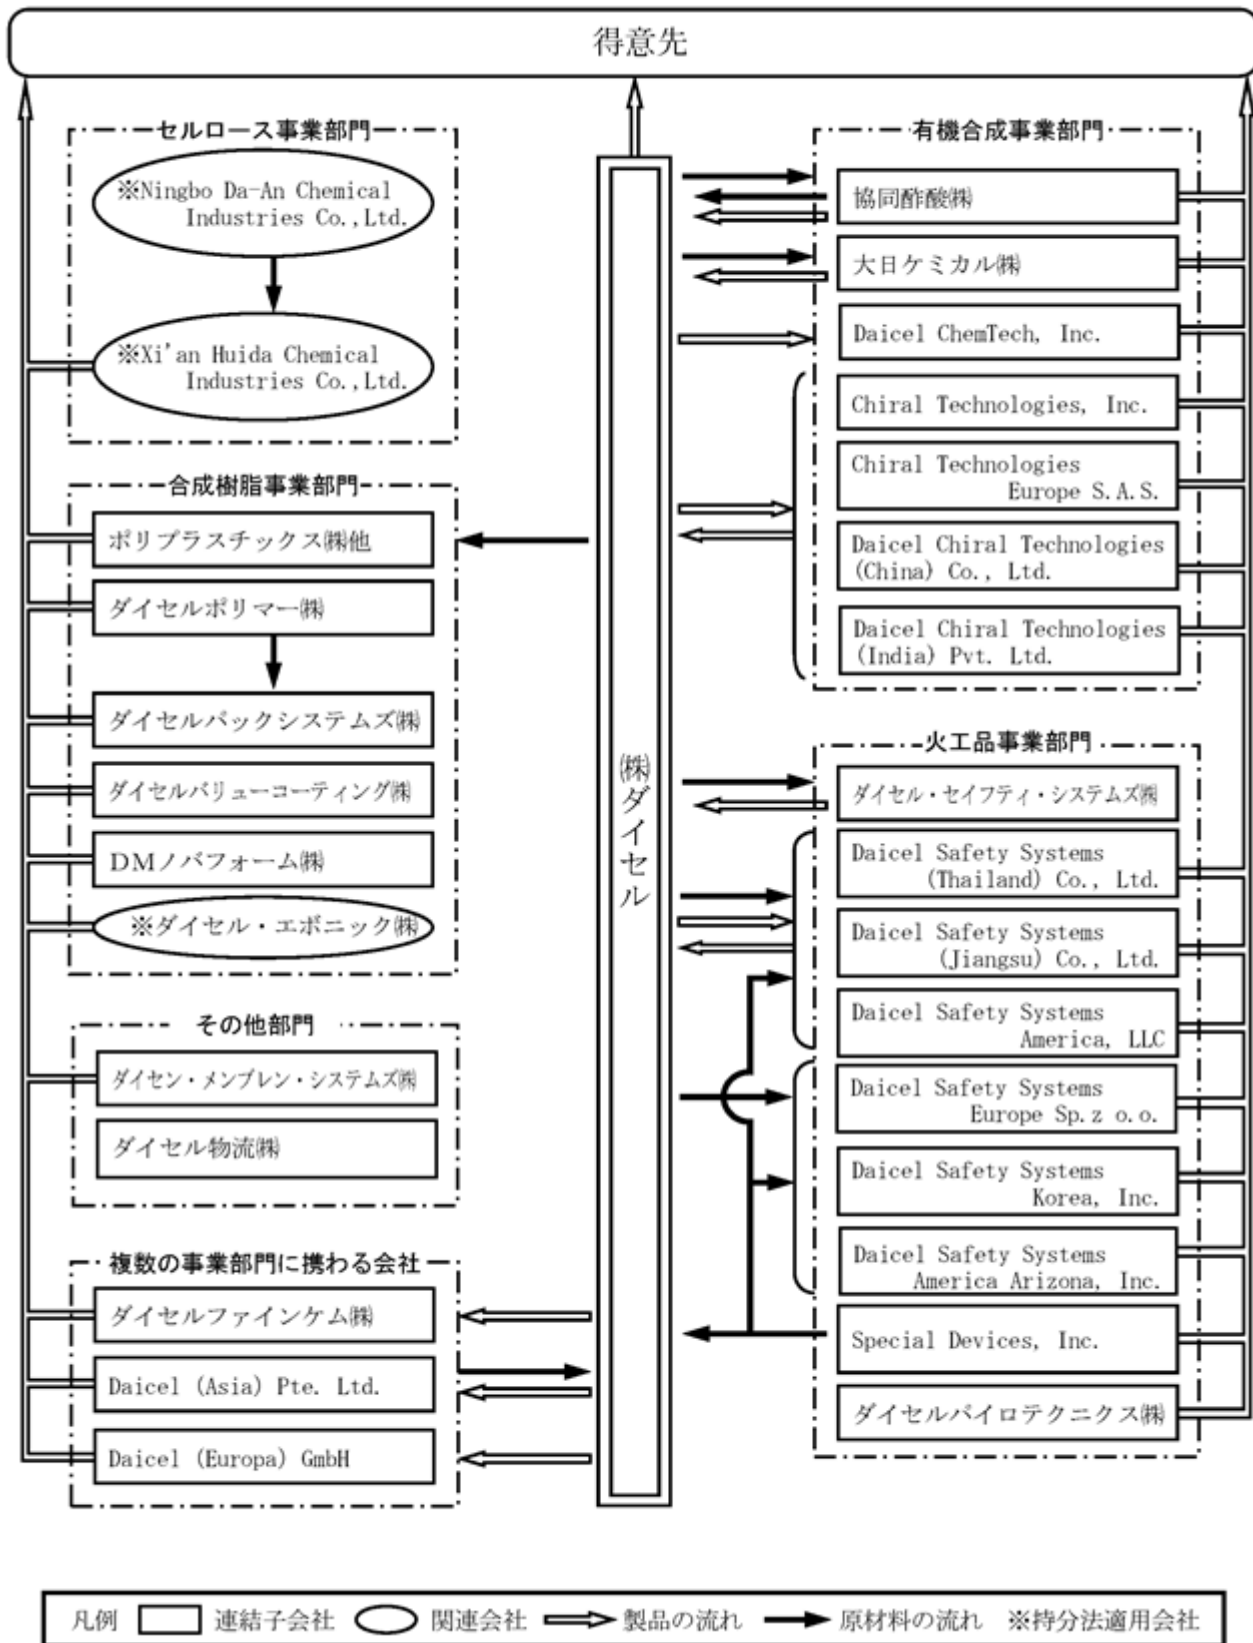 得意先
セルロース事業部門
※Ningbo Da-An Chemical
Industries Co.,Ltd.
※Xi'an Huida Chemical
Industries Co.,Ltd.
合成樹脂事業部門
ポリプラスチックス㈱他
ダイセルポリマー㈱
ダイセルパックシステムズ㈱
ダイセルバリューコーティング㈱
DMノバフォーム㈱
※ダイセル・エボニック㈱
その他部門
ダイセン・メンブレン・システムズ㈱
ダイセル物流㈱
複数の事業部門に携わる会社
ダイセルファインケム㈱
Daicel (Asia) Pte. Ltd.
Daicel (Europa) GmbH
㈱ダイセル
有機合成事業部門
協同酢酸㈱
大日ケミカル㈱
Daicel ChemTech, Inc.
Chiral Technologies, Inc.
Chiral Technologies
Europe S.A.S.
Daicel Chiral Technologies
(China) Co., Ltd.
Daicel Chiral Technologies
(India) Pvt. Ltd.
火工品事業部門
ダイセル・セイフティ・システムズ㈱
Daicel Safety Systems
(Thailand) Co., Ltd.
Daicel Safety Systems
(Jiangsu) Co., Ltd.
Daicel Safety Systems
America, LLC
Daicel Safety Systems
Europe Sp.z o.o.
Daicel Safety Systems
Korea, Inc.
Daicel Safety Systems
America Arizona, Inc.
Special Devices, Inc.
ダイセルパイロテクニクス㈱
凡例 連結子会社 関連会社 製品の流れ 原材料の流れ ※持分法適用会社